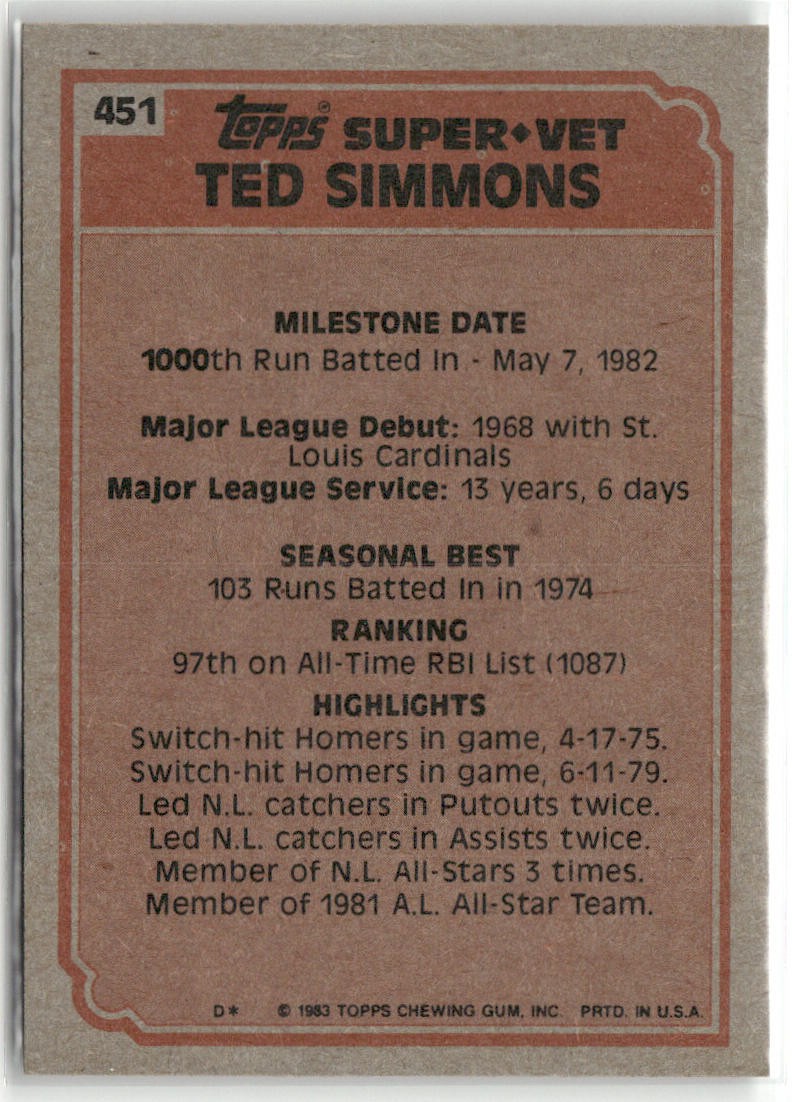 451
Topps® SUPER♦VET
TED SIMMONS
MILESTONE DATE
1000th Run Batted In - May 7, 1982
Major League Debut: 1968 with St.
Louis Cardinals
Major League Service: 13 years, 6 days
SEASONAL BEST
103 Runs Batted In in 1974
RANKING
97th on All-Time RBI List (1087)
HIGHLIGHTS
Switch-hit Homers in game, 4-17-75.
Switch-hit Homers in game, 6-11-79.
Led N.L. catchers in Putouts twice.
Led N.L. catchers in Assists twice.
Member of N.L. All-Stars 3 times.
Member of 1981 A.L. All-Star Team.
D* © 1983 TOPPS CHEWING GUM, INC. PRTD. IN U.S.A.